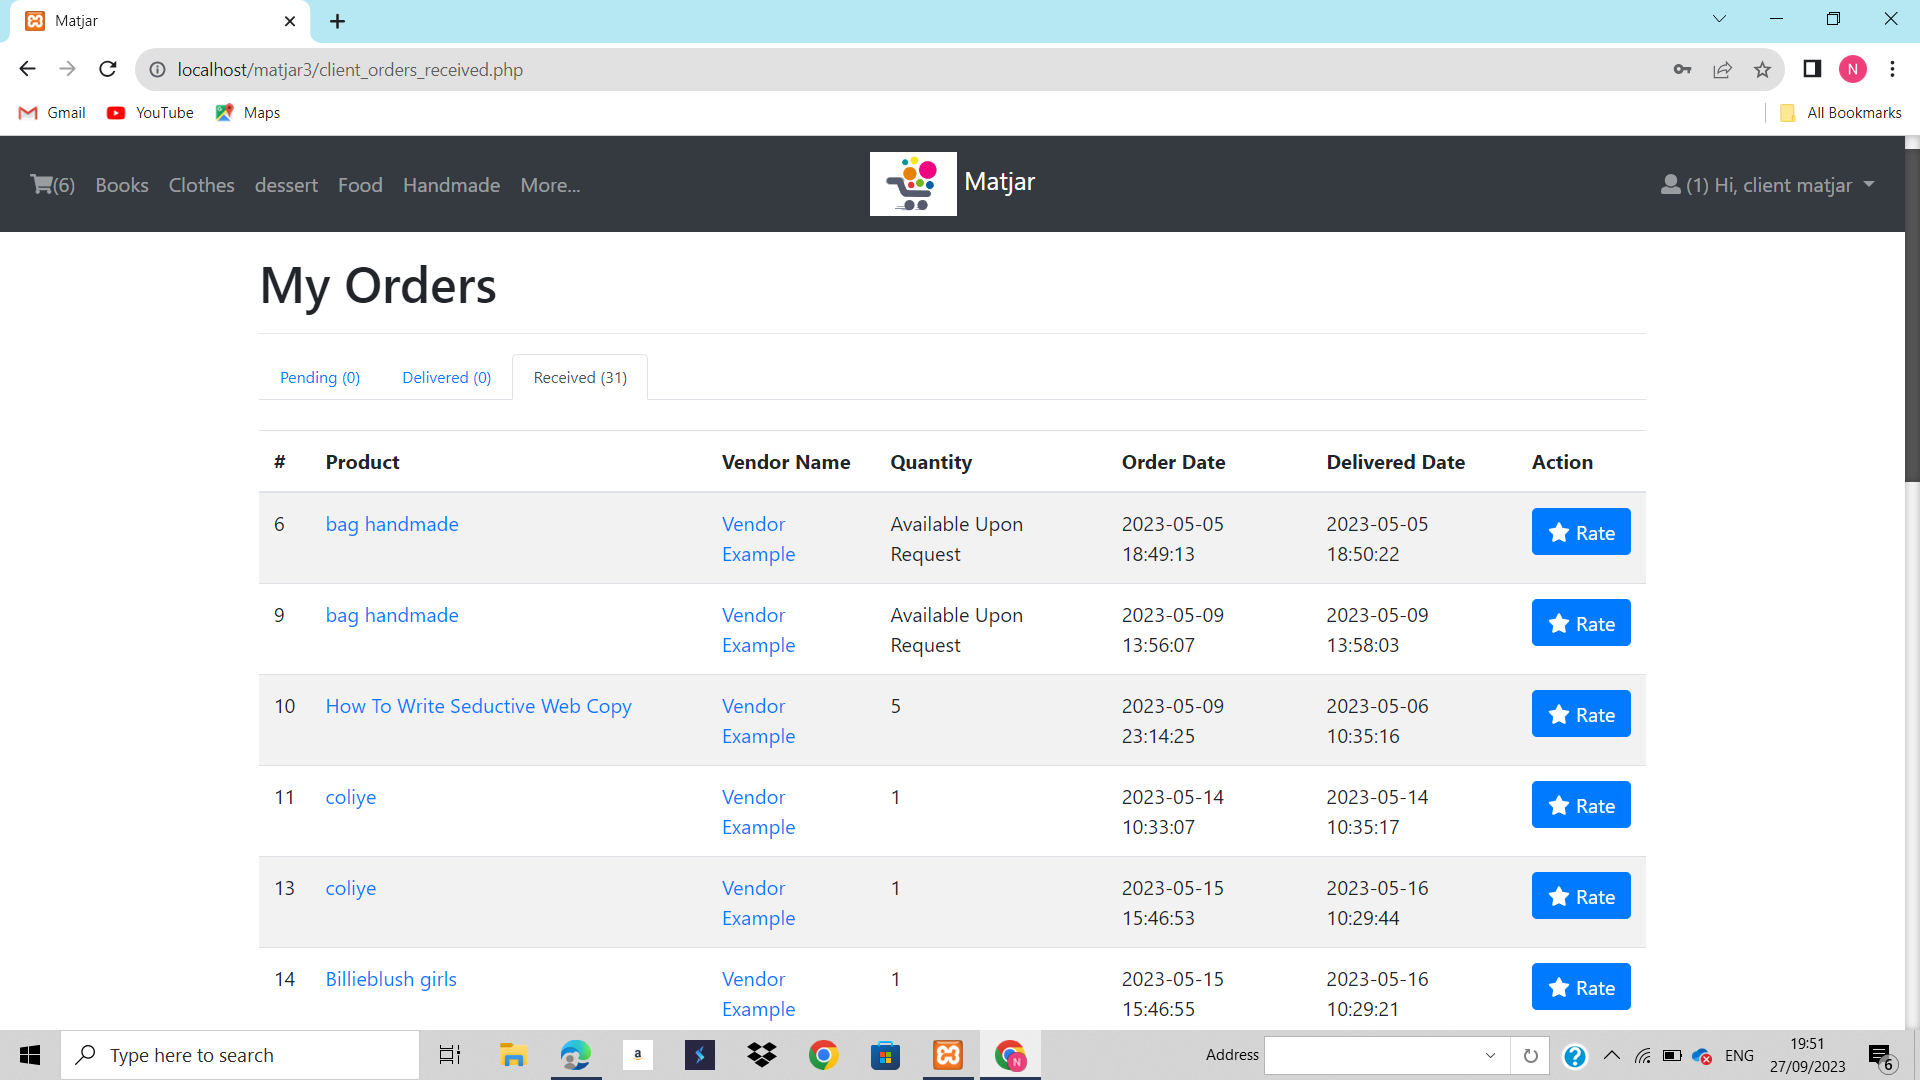 Matjar
localhost/matjar3/client_orders_received.php
N
Gmail YouTube Maps All Bookmarks
(6) Books Clothes dessert Food Handmade More... Matjar (1) Hi, client matjar
My Orders
Pending (0) Delivered (0) Received (31)
# Product Vendor Name Quantity Order Date Delivered Date Action
6 bag handmade Vendor Available Upon 2023-05-05 2023-05-05 Rate
Example Request 18:49:13 18:50:22
9 bag handmade Vendor Available Upon 2023-05-09 2023-05-09 Rate
Example Request 13:56:07 13:58:03
10 How To Write Seductive Web Copy Vendor 5 2023-05-09 2023-05-06 Rate
Example 23:14:25 10:35:16
11 coliye Vendor 1 2023-05-14 2023-05-14 Rate
Example 10:33:07 10:35:17
13 coliye Vendor 1 2023-05-15 2023-05-16 Rate
Example 15:46:53 10:29:44
14 Billieblush girls Vendor 1 2023-05-15 2023-05-16 Rate
Example 15:46:55 10:29:21
Type here to search a N Address ENG 19:51
27/09/2023 6